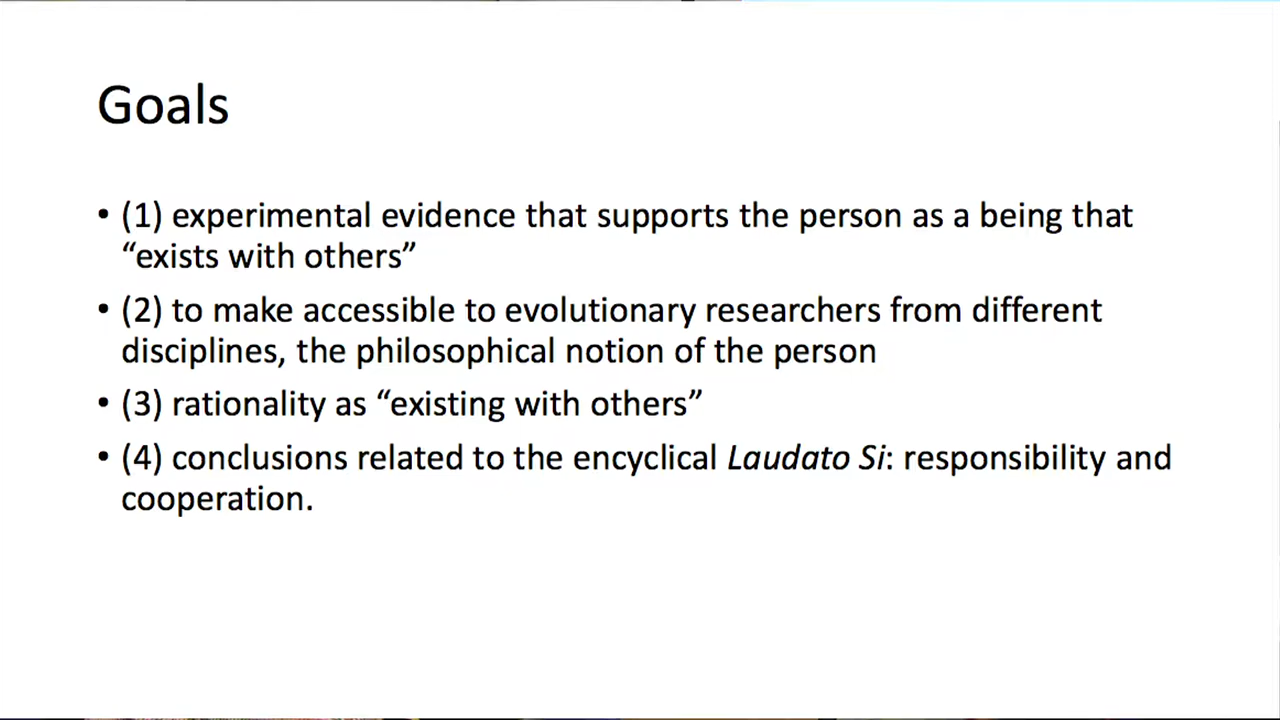 Goals
• (1) experimental evidence that supports the person as a being that
“exists with others”
• (2) to make accessible to evolutionary researchers from different
disciplines, the philosophical notion of the person
• (3) rationality as “existing with others”
• (4) conclusions related to the encyclical Laudato Si: responsibility and
cooperation.